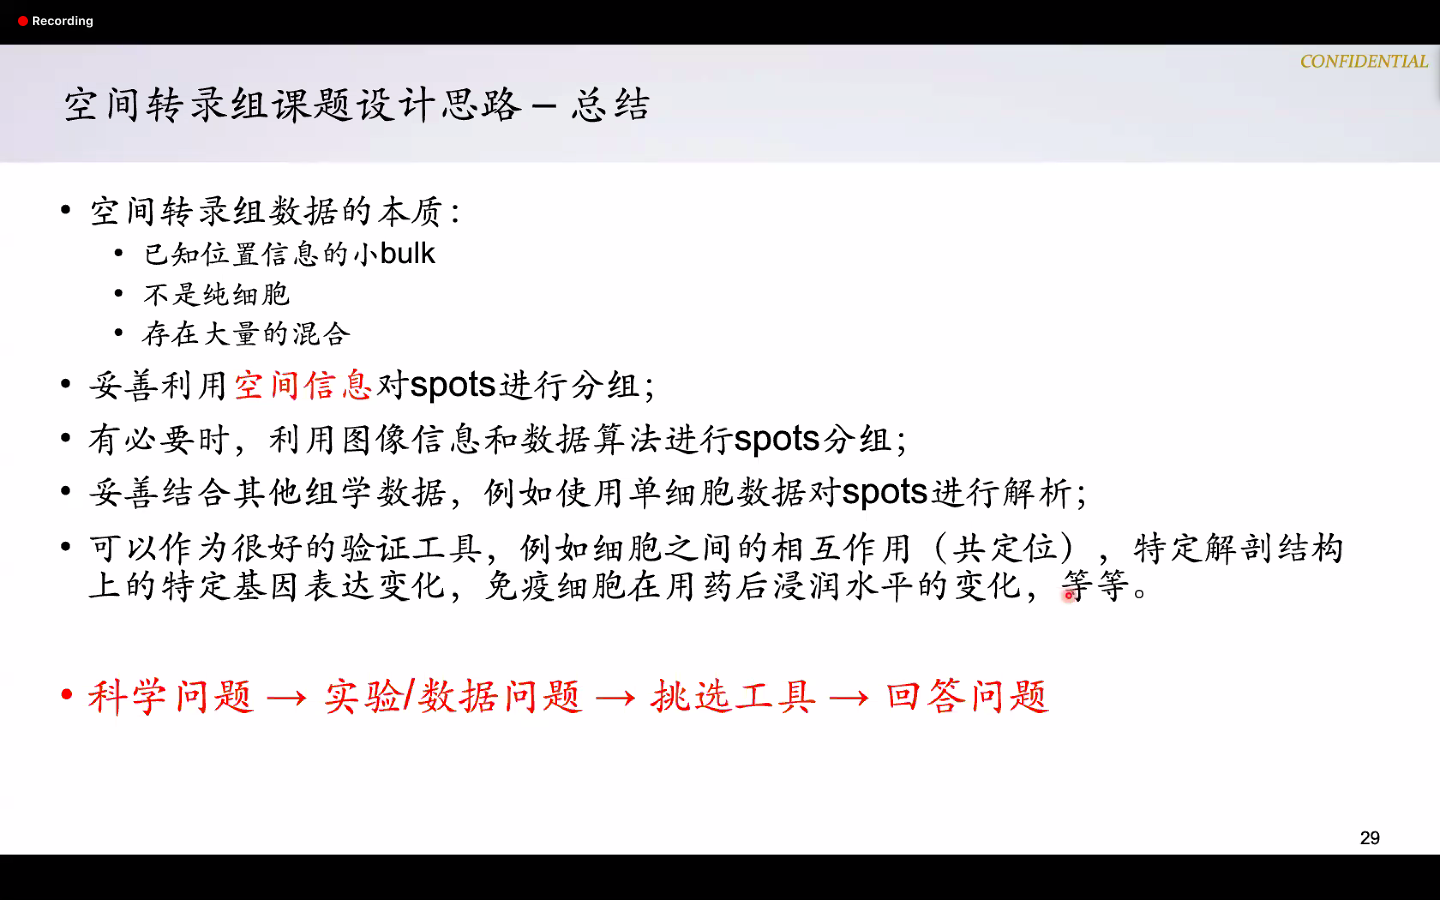 Recording
CONFIDENTIAL
空间转录组课题设计思路 – 总结
• 空间转录组数据的本质：
• 已知位置信息的小bulk
• 不是纯细胞
• 存在大量的混合
• 妥善利用空间信息对spots进行分组；
• 有必要时，利用图像信息和数据算法进行spots分组；
• 妥善结合其他组学数据，例如使用单细胞数据对spots进行解析；
• 可以作为很好的验证工具，例如细胞之间的相互作用（共定位），特定解剖结构
上的特定基因表达变化，免疫细胞在用药后浸润水平的变化，等等。
• 科学问题 → 实验/数据问题 → 挑选工具 → 回答问题
29